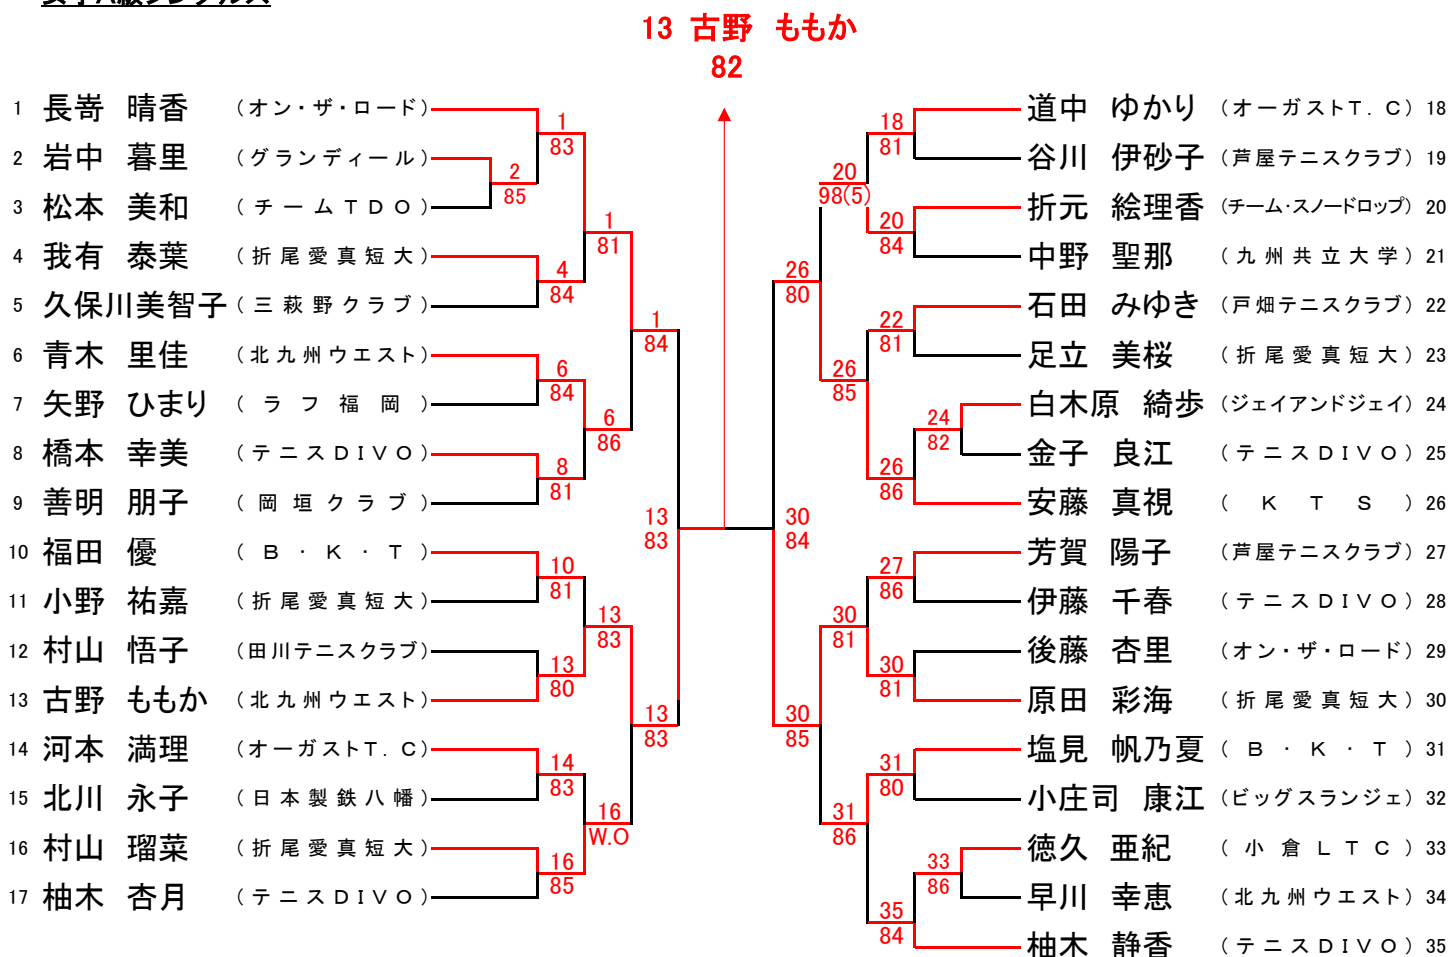 女子A級シングルス
13 古野 ももか
82
1 長嵜 晴香 (オン・ザ・ロード)
2 岩中 暮里 (グランディール)
3 松本 美和 (チームTDO)
4 我有 泰葉 (折尾愛真短大)
5 久保川美智子 (三萩野クラブ)
6 青木 里佳 (北九州ウエスト)
7 矢野 ひまり (ラフ福岡)
8 橋本 幸美 (テニスDIVO)
9 善明 朋子 (岡垣クラブ)
10 福田 優 (B・K・T)
11 小野 祐嘉 (折尾愛真短大)
12 村山 悟子 (田川テニスクラブ)
13 古野 ももか (北九州ウエスト)
14 河本 満理 (オーガストT.C)
15 北川 永子 (日本製鉄八幡)
16 村山 瑠菜 (折尾愛真短大)
17 柚木 杏月 (テニスDIVO)
2
85
1
83
4
84
6
84
8
81
10
81
13
80
14
83
16
85
1
81
6
86
13
83
16
W.O
1
84
13
83
13
83
30
84
26
80
30
85
20
98(5)
26
85
30
81
31
86
18
81
20
84
22
81
26
86
27
86
30
81
31
80
35
84
24
82
33
86
道中 ゆかり (オーガストT.C) 18
谷川 伊砂子 (芦屋テニスクラブ) 19
折元 絵理香 (チーム・スノードロップ) 20
中野 聖那 (九州共立大学) 21
石田 みゆき (戸畑テニスクラブ) 22
足立 美桜 (折尾愛真短大) 23
白木原 綺歩 (ジェイアンドジェイ) 24
金子 良江 (テニスDIVO) 25
安藤 真視 (KTS) 26
芳賀 陽子 (芦屋テニスクラブ) 27
伊藤 千春 (テニスDIVO) 28
後藤 杏里 (オン・ザ・ロード) 29
原田 彩海 (折尾愛真短大) 30
塩見 帆乃夏 (B・K・T) 31
小庄司 康江 (ビッグスランジェ) 32
徳久 亜紀 (小倉LTC) 33
早川 幸恵 (北九州ウエスト) 34
柚木 静香 (テニスDIVO) 35